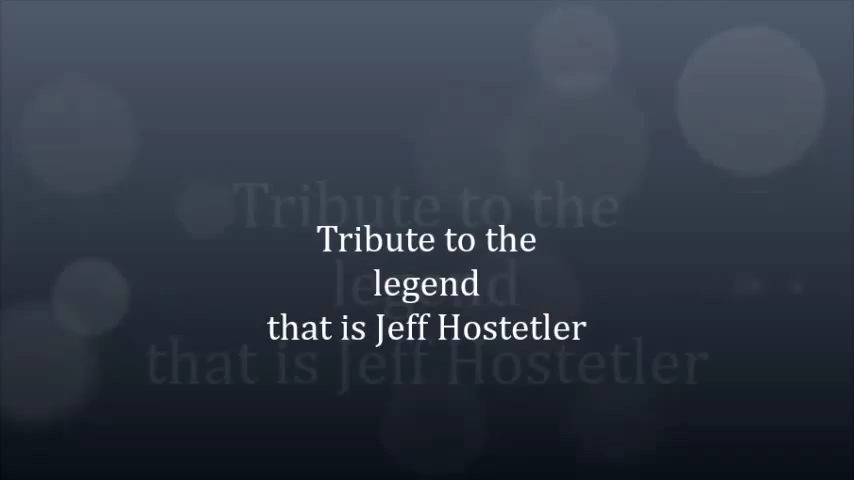 Tribute to the
legend
that is Jeff Hostetler